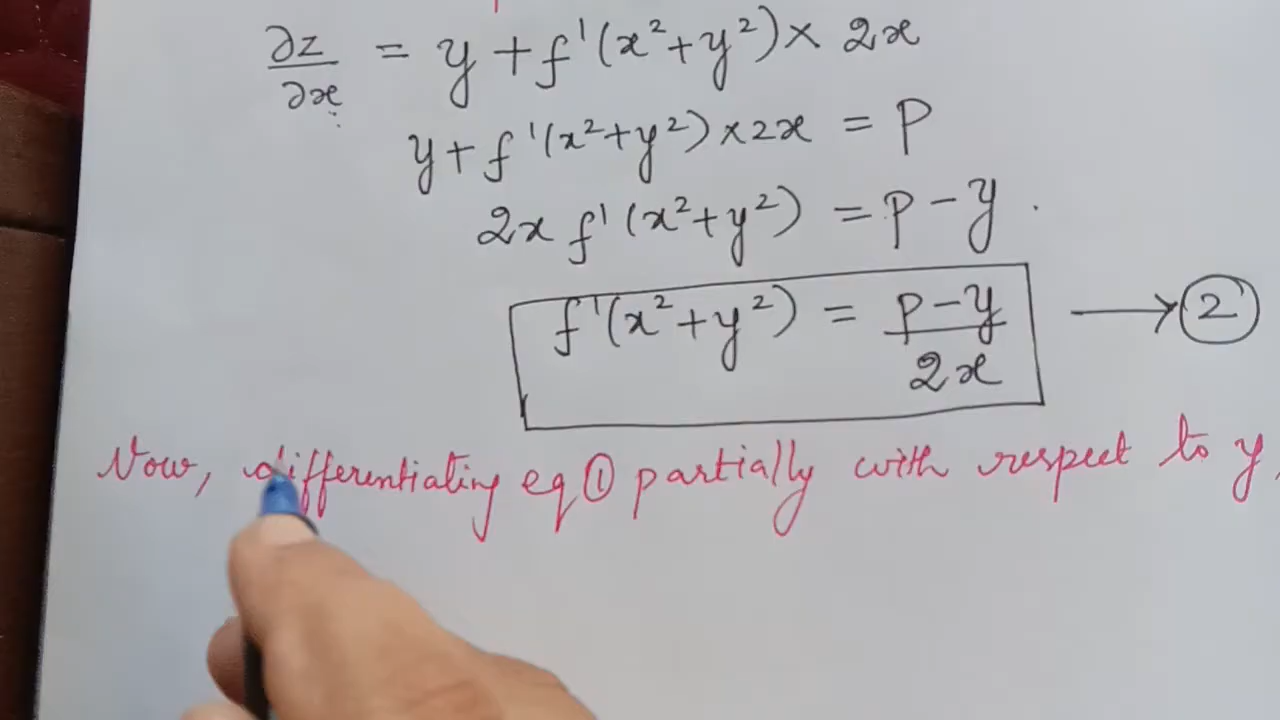 ∂z/∂x = y + f'(x²+y²) × 2x
y + f'(x²+y²) × 2x = P
2x f'(x²+y²) = P - y .
f'(x²+y²) = P - y / 2x → 2
Now, differentiating eq 1 partially with respect to y,